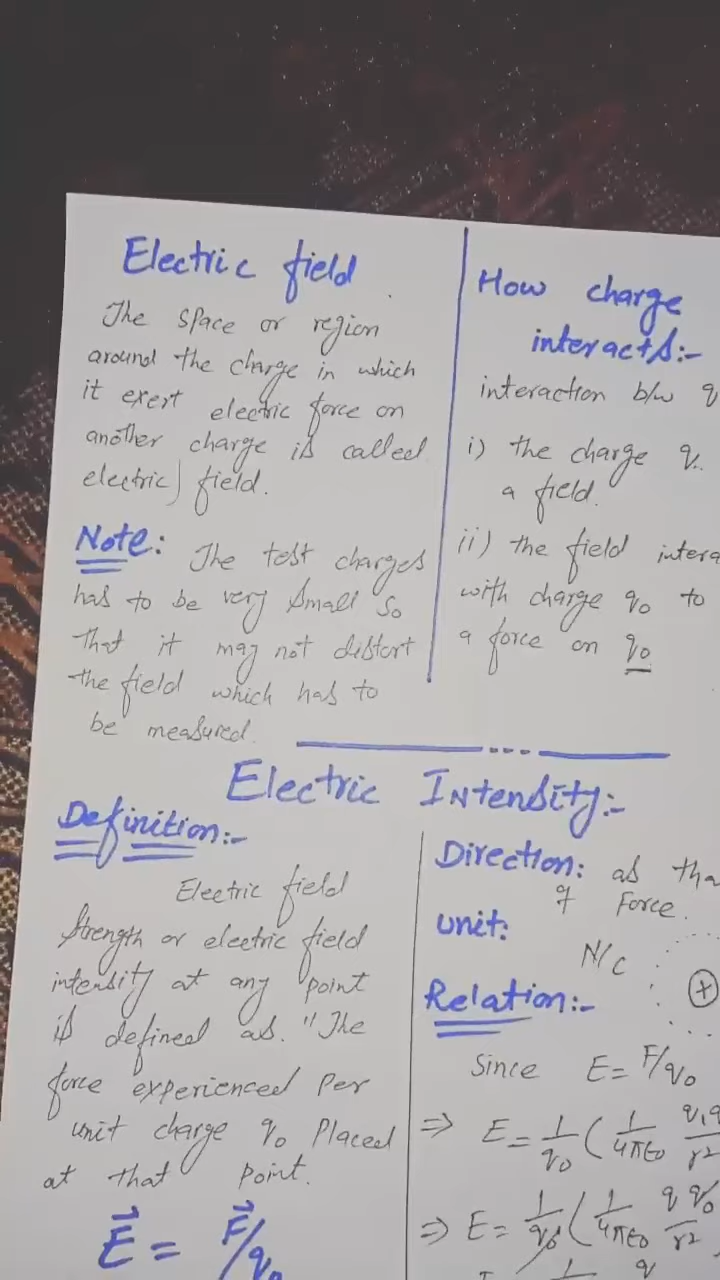 Electric field
The space or region
around the charge in which
it exert electric force on
another charge is called
electric field.
Note: The test charges
has to be very small so
that it may not distort
the field which has to
be measured.
How charge
interacts:-
interaction b/w q
i) the charge q
a field.
ii) the field intera
with charge q₀ to
a force on q₀
Electric Intensity:-
Definition:-
Electric field
Strength or electric field
intensity at any point
is defined as. "The
force experienced Per
unit charge q₀ Placed
at that point.
E⃗ = F⃗/q₀
Direction: as tha
of Force.
unit:
N/C
+
Relation:-
Since E = F/q₀
⇒ E = 1/q₀ (1/4πε₀ q₁q/r²
⇒ E = 1/q₀ (1/4πε₀ q q₀/r²